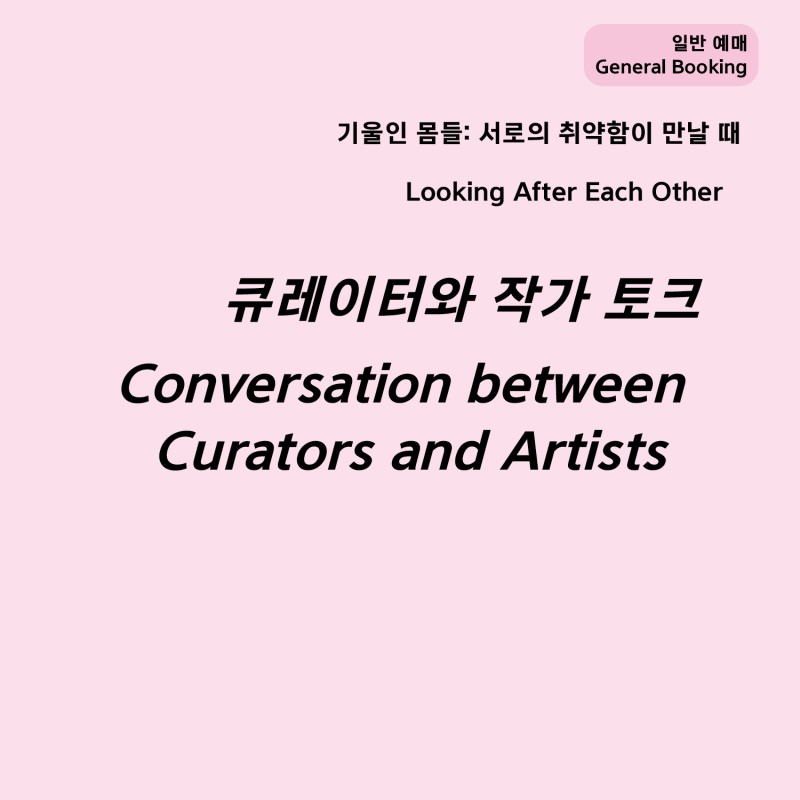 일반 예매
General Booking
기울인 몸들: 서로의 취약함이 만날 때
Looking After Each Other
큐레이터와 작가 토크
Conversation between
Curators and Artists